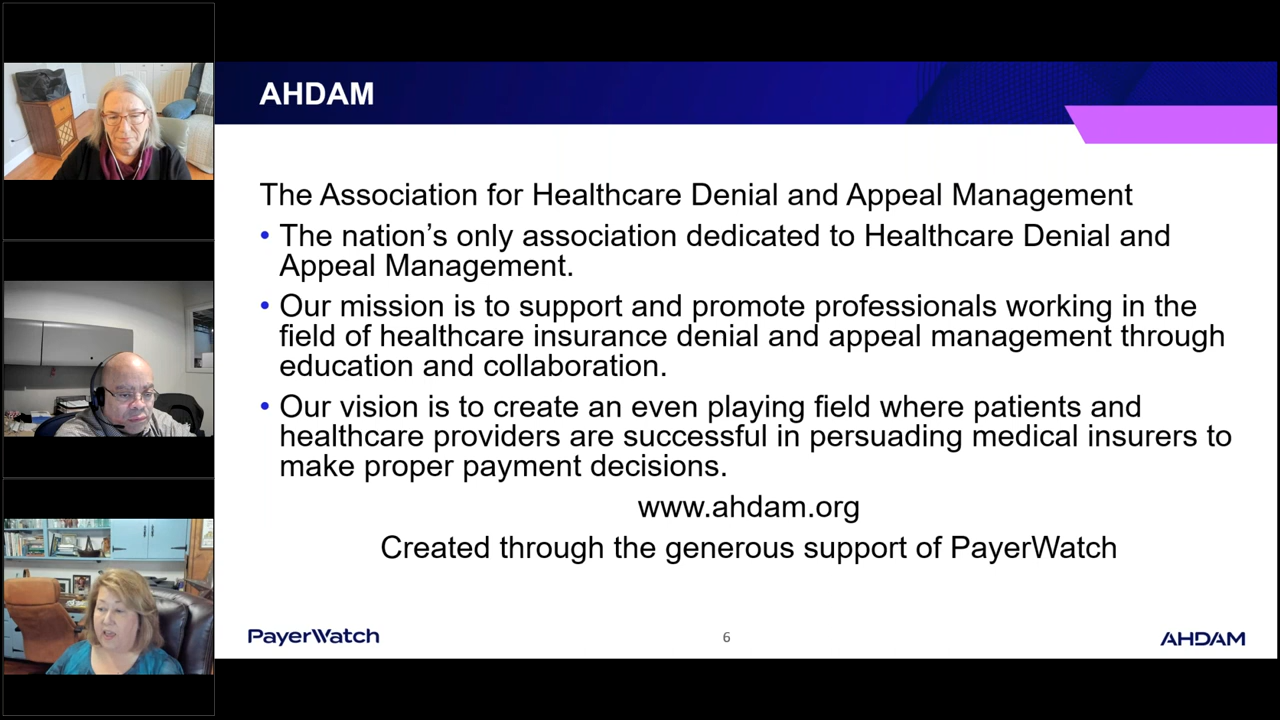 AHDAM
The Association for Healthcare Denial and Appeal Management
• The nation’s only association dedicated to Healthcare Denial and
Appeal Management.
• Our mission is to support and promote professionals working in the
field of healthcare insurance denial and appeal management through
education and collaboration.
• Our vision is to create an even playing field where patients and
healthcare providers are successful in persuading medical insurers to
make proper payment decisions.
www.ahdam.org
Created through the generous support of PayerWatch
PayerWatch
6
AHDAM